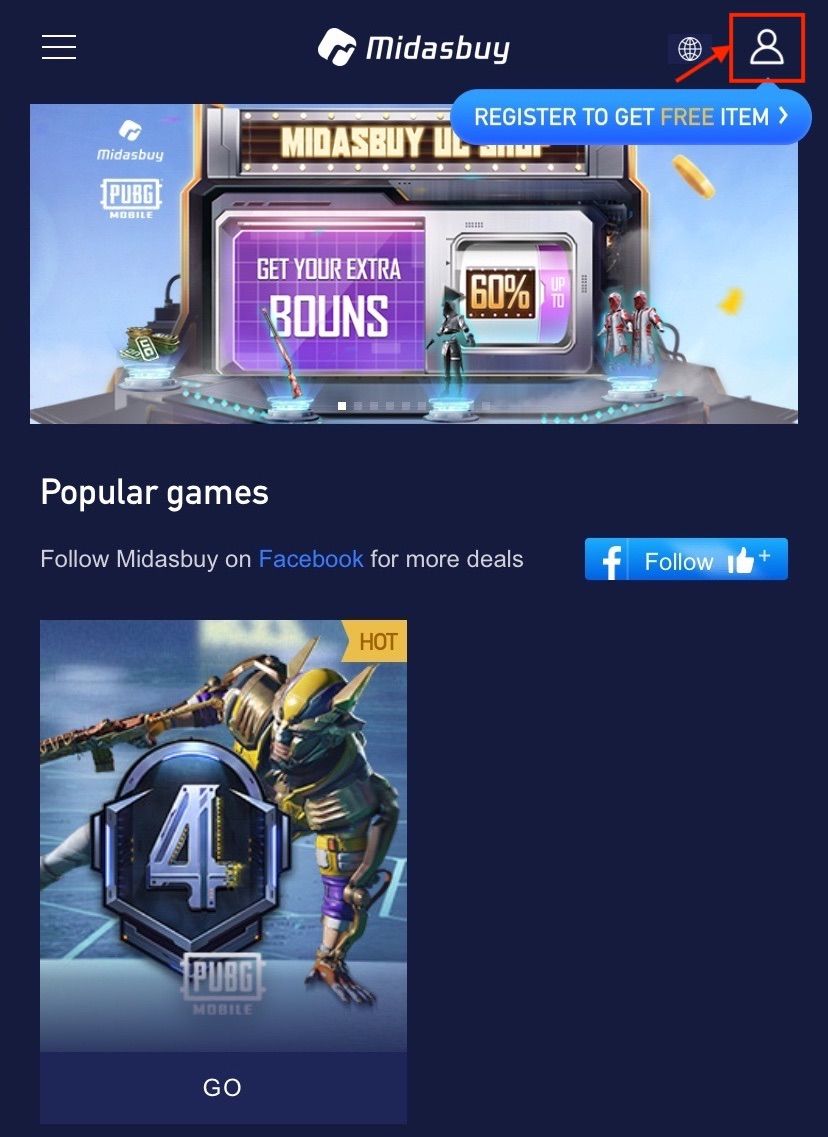 Midasbuy
REGISTER TO GET FREE ITEM
Midasbuy
PUBG
MOBILE
MIDASBUY UC SHOP
GET YOUR EXTRA
BOUNS
60%
UP
TO
Popular games
Follow Midasbuy on Facebook for more deals
f Follow
HOT
4
PUBG
MOBILE
GO